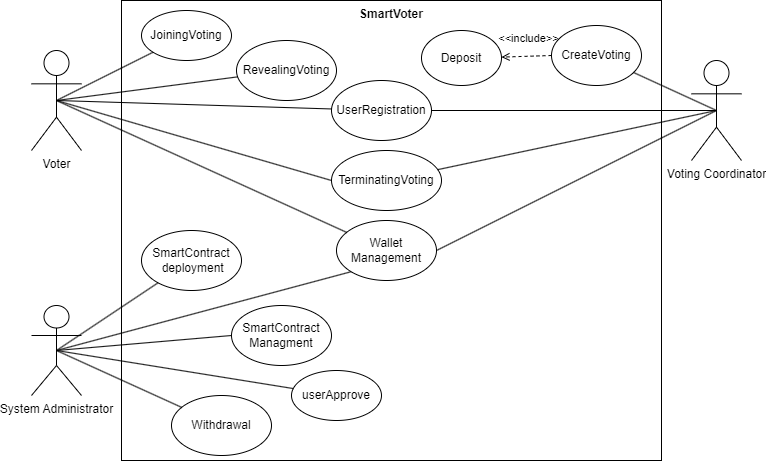 SmartVoter
JoiningVoting
<<include>>
Deposit
CreateVoting
RevealingVoting
UserRegistration
Voter
Voting Coordinator
TerminatingVoting
Wallet
Management
SmartContract
deployment
SmartContract
Managment
userApprove
System Administrator
Withdrawal